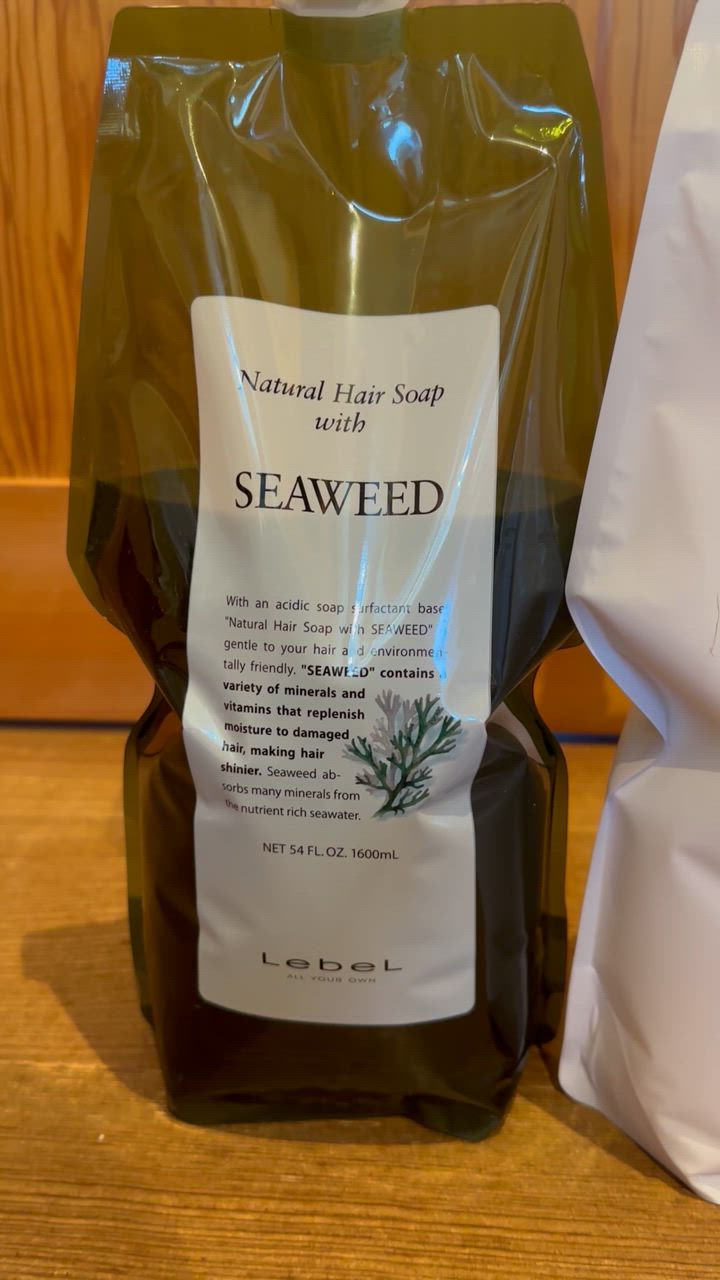 Natural Hair Soap
with
SEAWEED
With an acidic soap surfactant base
"Natural Hair Soap with SEAWEED"
gentle to your hair and environmen-
tally friendly. "SEAWEED" contains
variety of minerals and
vitamins that replenish
moisture to damaged
hair, making hair
shinier. Seaweed ab-
sorbs many minerals from
the nutrient rich seawater.
NET 54 FL. OZ. 1600mL
LebeL
ALL YOUR OWN